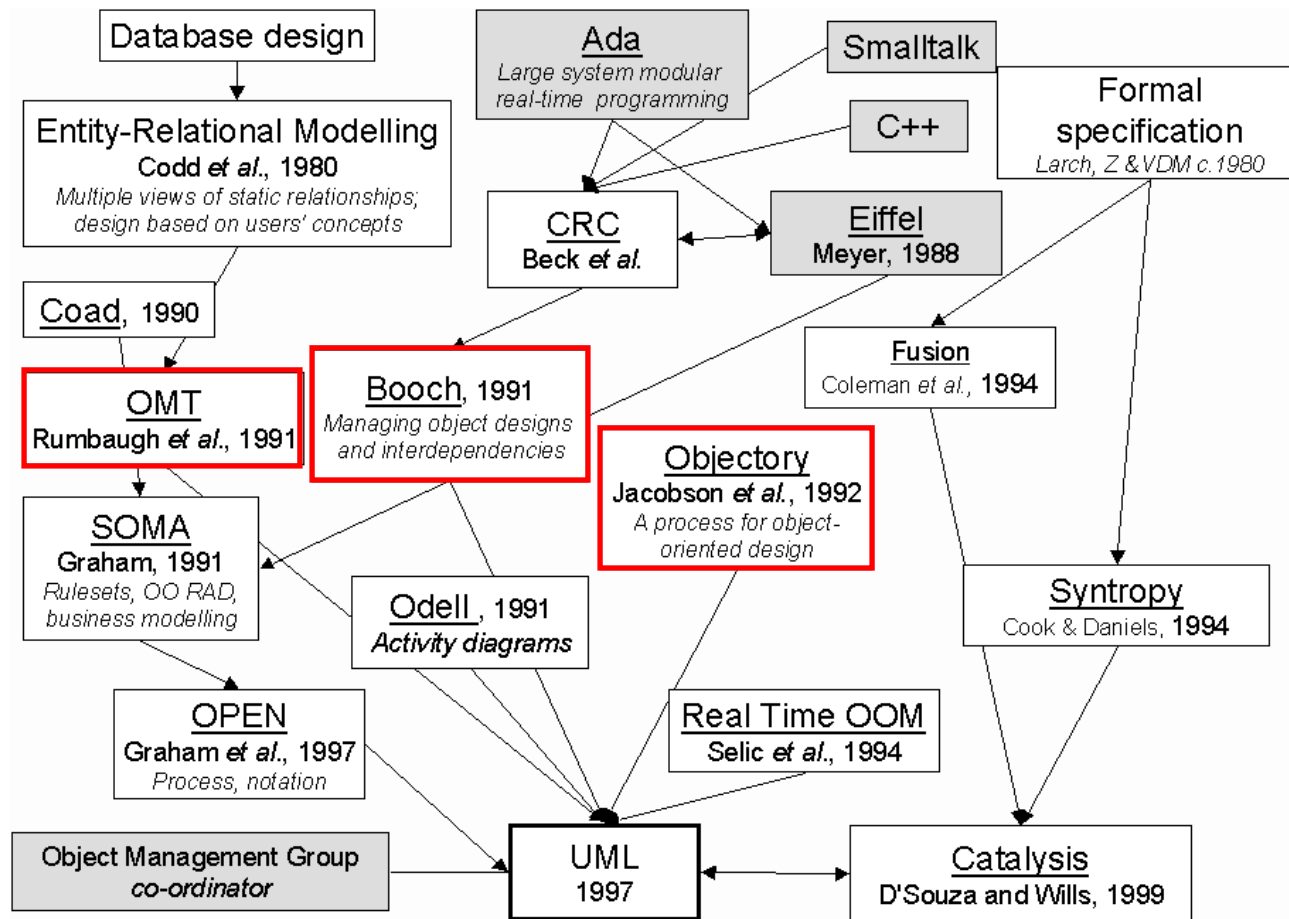 Database design
Ada
Large system modular
real-time programming
Smalltalk
C++
Formal
specification
Larch, Z &VDM c.1980
Entity-Relational Modelling
Codd et al., 1980
Multiple views of static relationships;
design based on users' concepts
CRC
Beck et al.
Eiffel
Meyer, 1988
Coad, 1990
OMT
Rumbaugh et al., 1991
Booch, 1991
Managing object designs
and interdependencies
Fusion
Coleman et al., 1994
Objectory
Jacobson et al., 1992
A process for object-
oriented design
SOMA
Graham, 1991
Rulesets, OO RAD,
business modelling
Odell , 1991
Activity diagrams
Syntropy
Cook & Daniels, 1994
OPEN
Graham et al., 1997
Process, notation
Real Time OOM
Selic et al., 1994
Object Management Group
co-ordinator
UML
1997
Catalysis
D'Souza and Wills, 1999